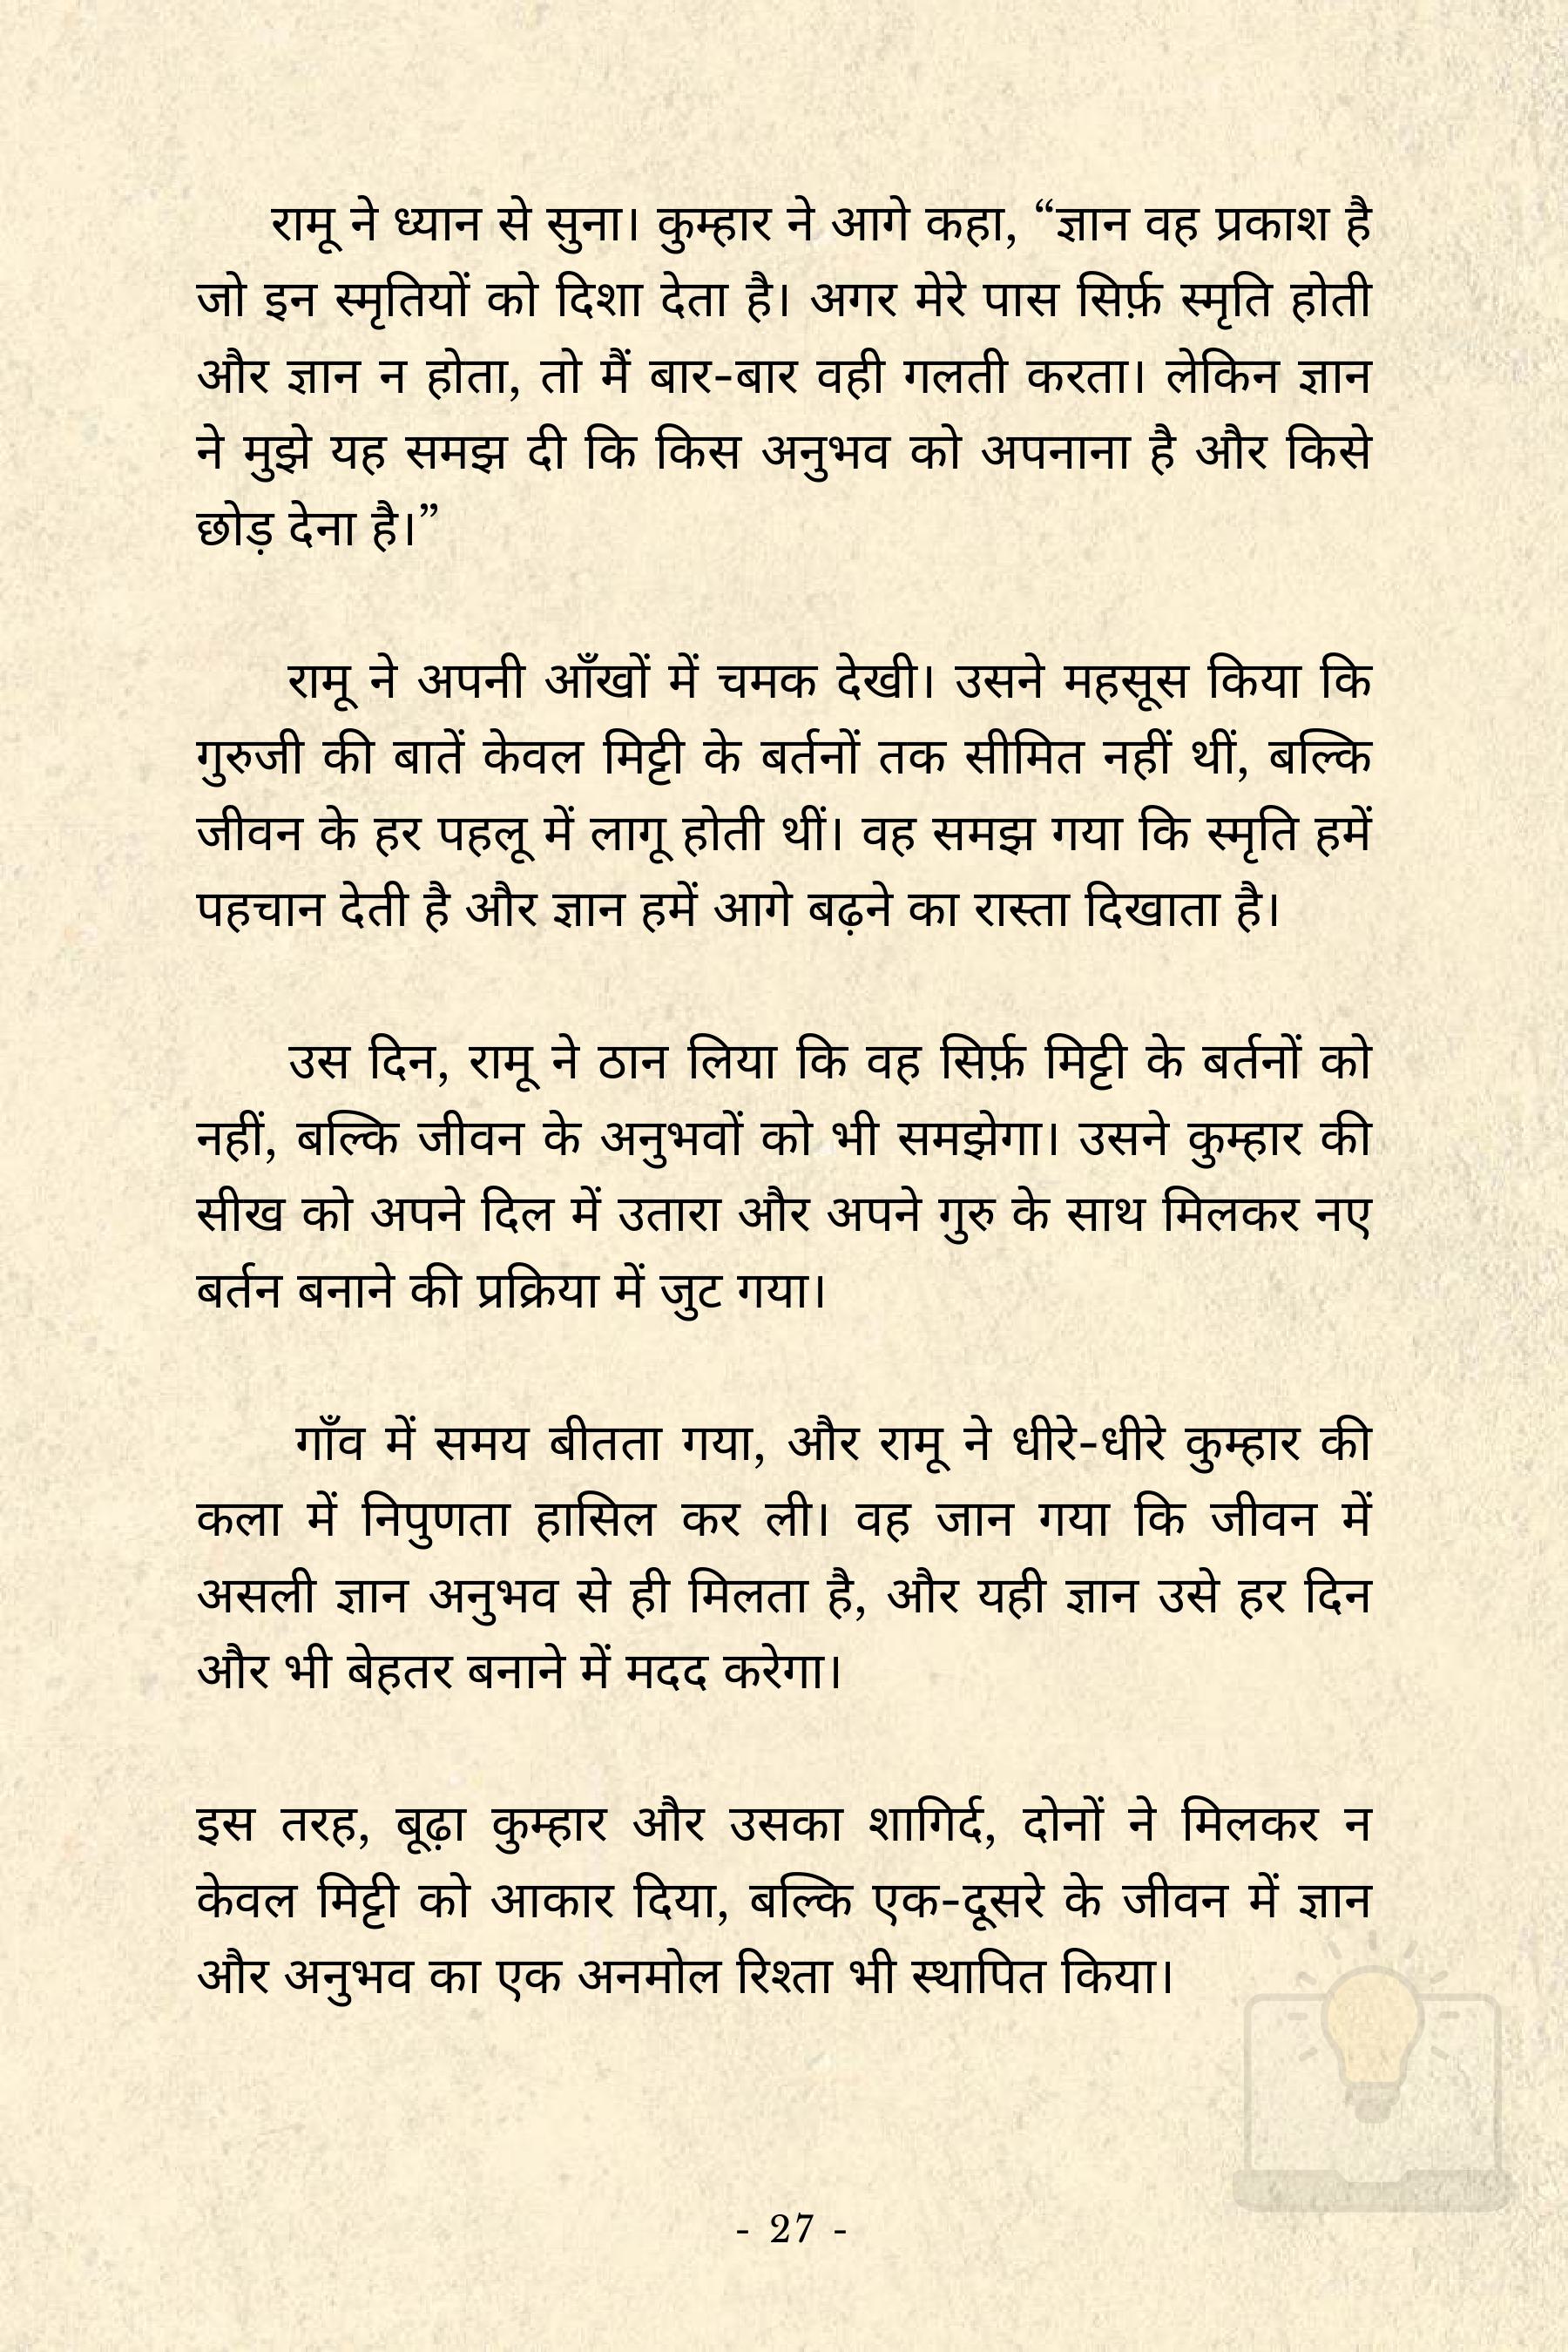 रामू ने ध्यान से सुना। कुम्हार ने आगे कहा, “ज्ञान वह प्रकाश है
जो इन स्मृतियों को दिशा देता है। अगर मेरे पास सिर्फ़ स्मृति होती
और ज्ञान न होता, तो मैं बार-बार वही गलती करता। लेकिन ज्ञान
ने मुझे यह समझ दी कि किस अनुभव को अपनाना है और किसे
छोड़ देना है।”
रामू ने अपनी आँखों में चमक देखी। उसने महसूस किया कि
गुरुजी की बातें केवल मिट्टी के बर्तनों तक सीमित नहीं थीं, बल्कि
जीवन के हर पहलू में लागू होती थीं। वह समझ गया कि स्मृति हमें
पहचान देती है और ज्ञान हमें आगे बढ़ने का रास्ता दिखाता है।
उस दिन, रामू ने ठान लिया कि वह सिर्फ़ मिट्टी के बर्तनों को
नहीं, बल्कि जीवन के अनुभवों को भी समझेगा। उसने कुम्हार की
सीख को अपने दिल में उतारा और अपने गुरु के साथ मिलकर नए
बर्तन बनाने की प्रक्रिया में जुट गया।
गाँव में समय बीतता गया, और रामू ने धीरे-धीरे कुम्हार की
कला में निपुणता हासिल कर ली। वह जान गया कि जीवन में
असली ज्ञान अनुभव से ही मिलता है, और यही ज्ञान उसे हर दिन
और भी बेहतर बनाने में मदद करेगा।
इस तरह, बूढ़ा कुम्हार और उसका शागिर्द, दोनों ने मिलकर न
केवल मिट्टी को आकार दिया, बल्कि एक-दूसरे के जीवन में ज्ञान
और अनुभव का एक अनमोल रिश्ता भी स्थापित किया।
- 27 -